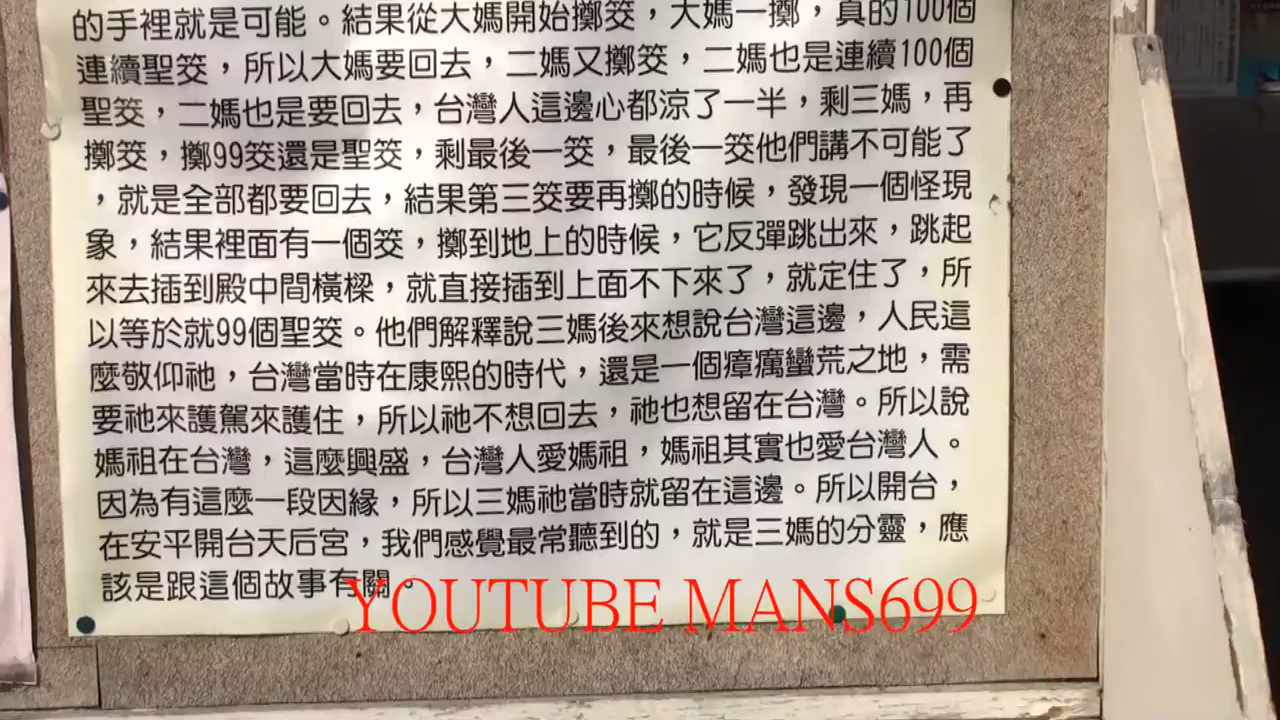 的手裡就是可能。結果從大媽開始擲筊，大媽一擲，真的100個
連續聖筊，所以大媽要回去，二媽又擲筊，二媽也是連續100個
聖筊，二媽也是要回去，台灣人這邊心都涼了一半，剩三媽，再
擲筊，擲99筊還是聖筊，剩最後一筊，最後一筊他們講不可能了
，就是全部都要回去，結果第三筊要再擲的時候，發現一個怪現
象，結果裡面有一個筊，擲到地上的時候，它反彈跳出來，跳起
來去插到殿中間橫樑，就直接插到上面不下來了，就定住了，所
以等於就99個聖筊。他們解釋說三媽後來想說台灣這邊，人民這
麼敬仰祂，台灣當時在康熙的時代，還是一個瘴癘蠻荒之地，需
要祂來護駕來護住，所以祂不想回去，祂也想留在台灣。所以說
媽祖在台灣，這麼興盛，台灣人愛媽祖，媽祖其實也愛台灣人。
因為有這麼一段因緣，所以三媽祂當時就留在這邊。所以開台，
在安平開台天后宮，我們感覺最常聽到的，就是三媽的分靈，應
該是跟這個故事有關。
YOUTUBE MANS699